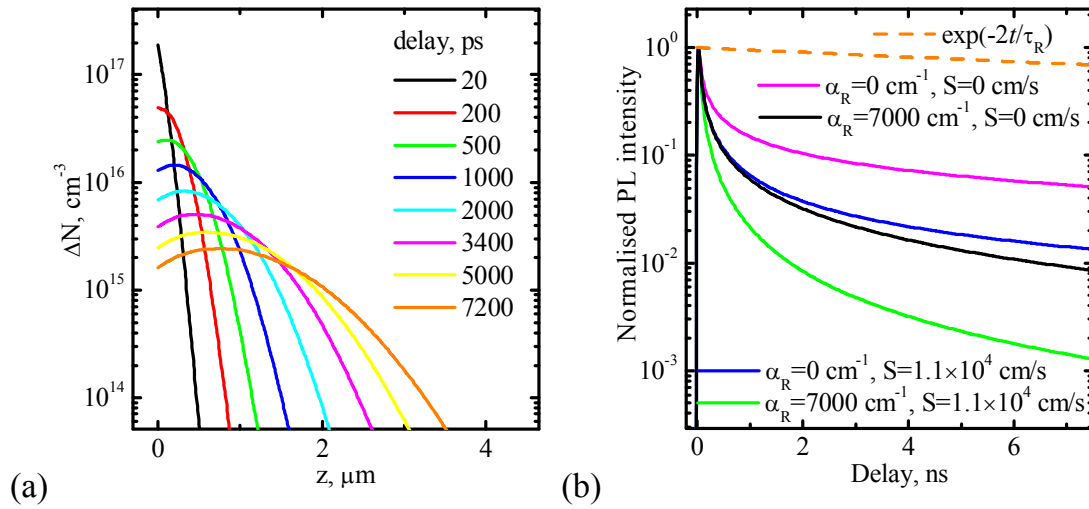 delay, ps
20
200
500
1000
2000
3400
5000
7200
10^17
10^16
10^15
10^14
ΔN, cm^-3
0
2
4
z, µm
(a)
exp(-2t/τ_R)
α_R=0 cm^-1, S=0 cm/s
α_R=7000 cm^-1, S=0 cm/s
α_R=0 cm^-1, S=1.1×10^4 cm/s
α_R=7000 cm^-1, S=1.1×10^4 cm/s
10^0
10^-1
10^-2
10^-3
Normalised PL intensity
0
2
4
6
Delay, ns
(b)